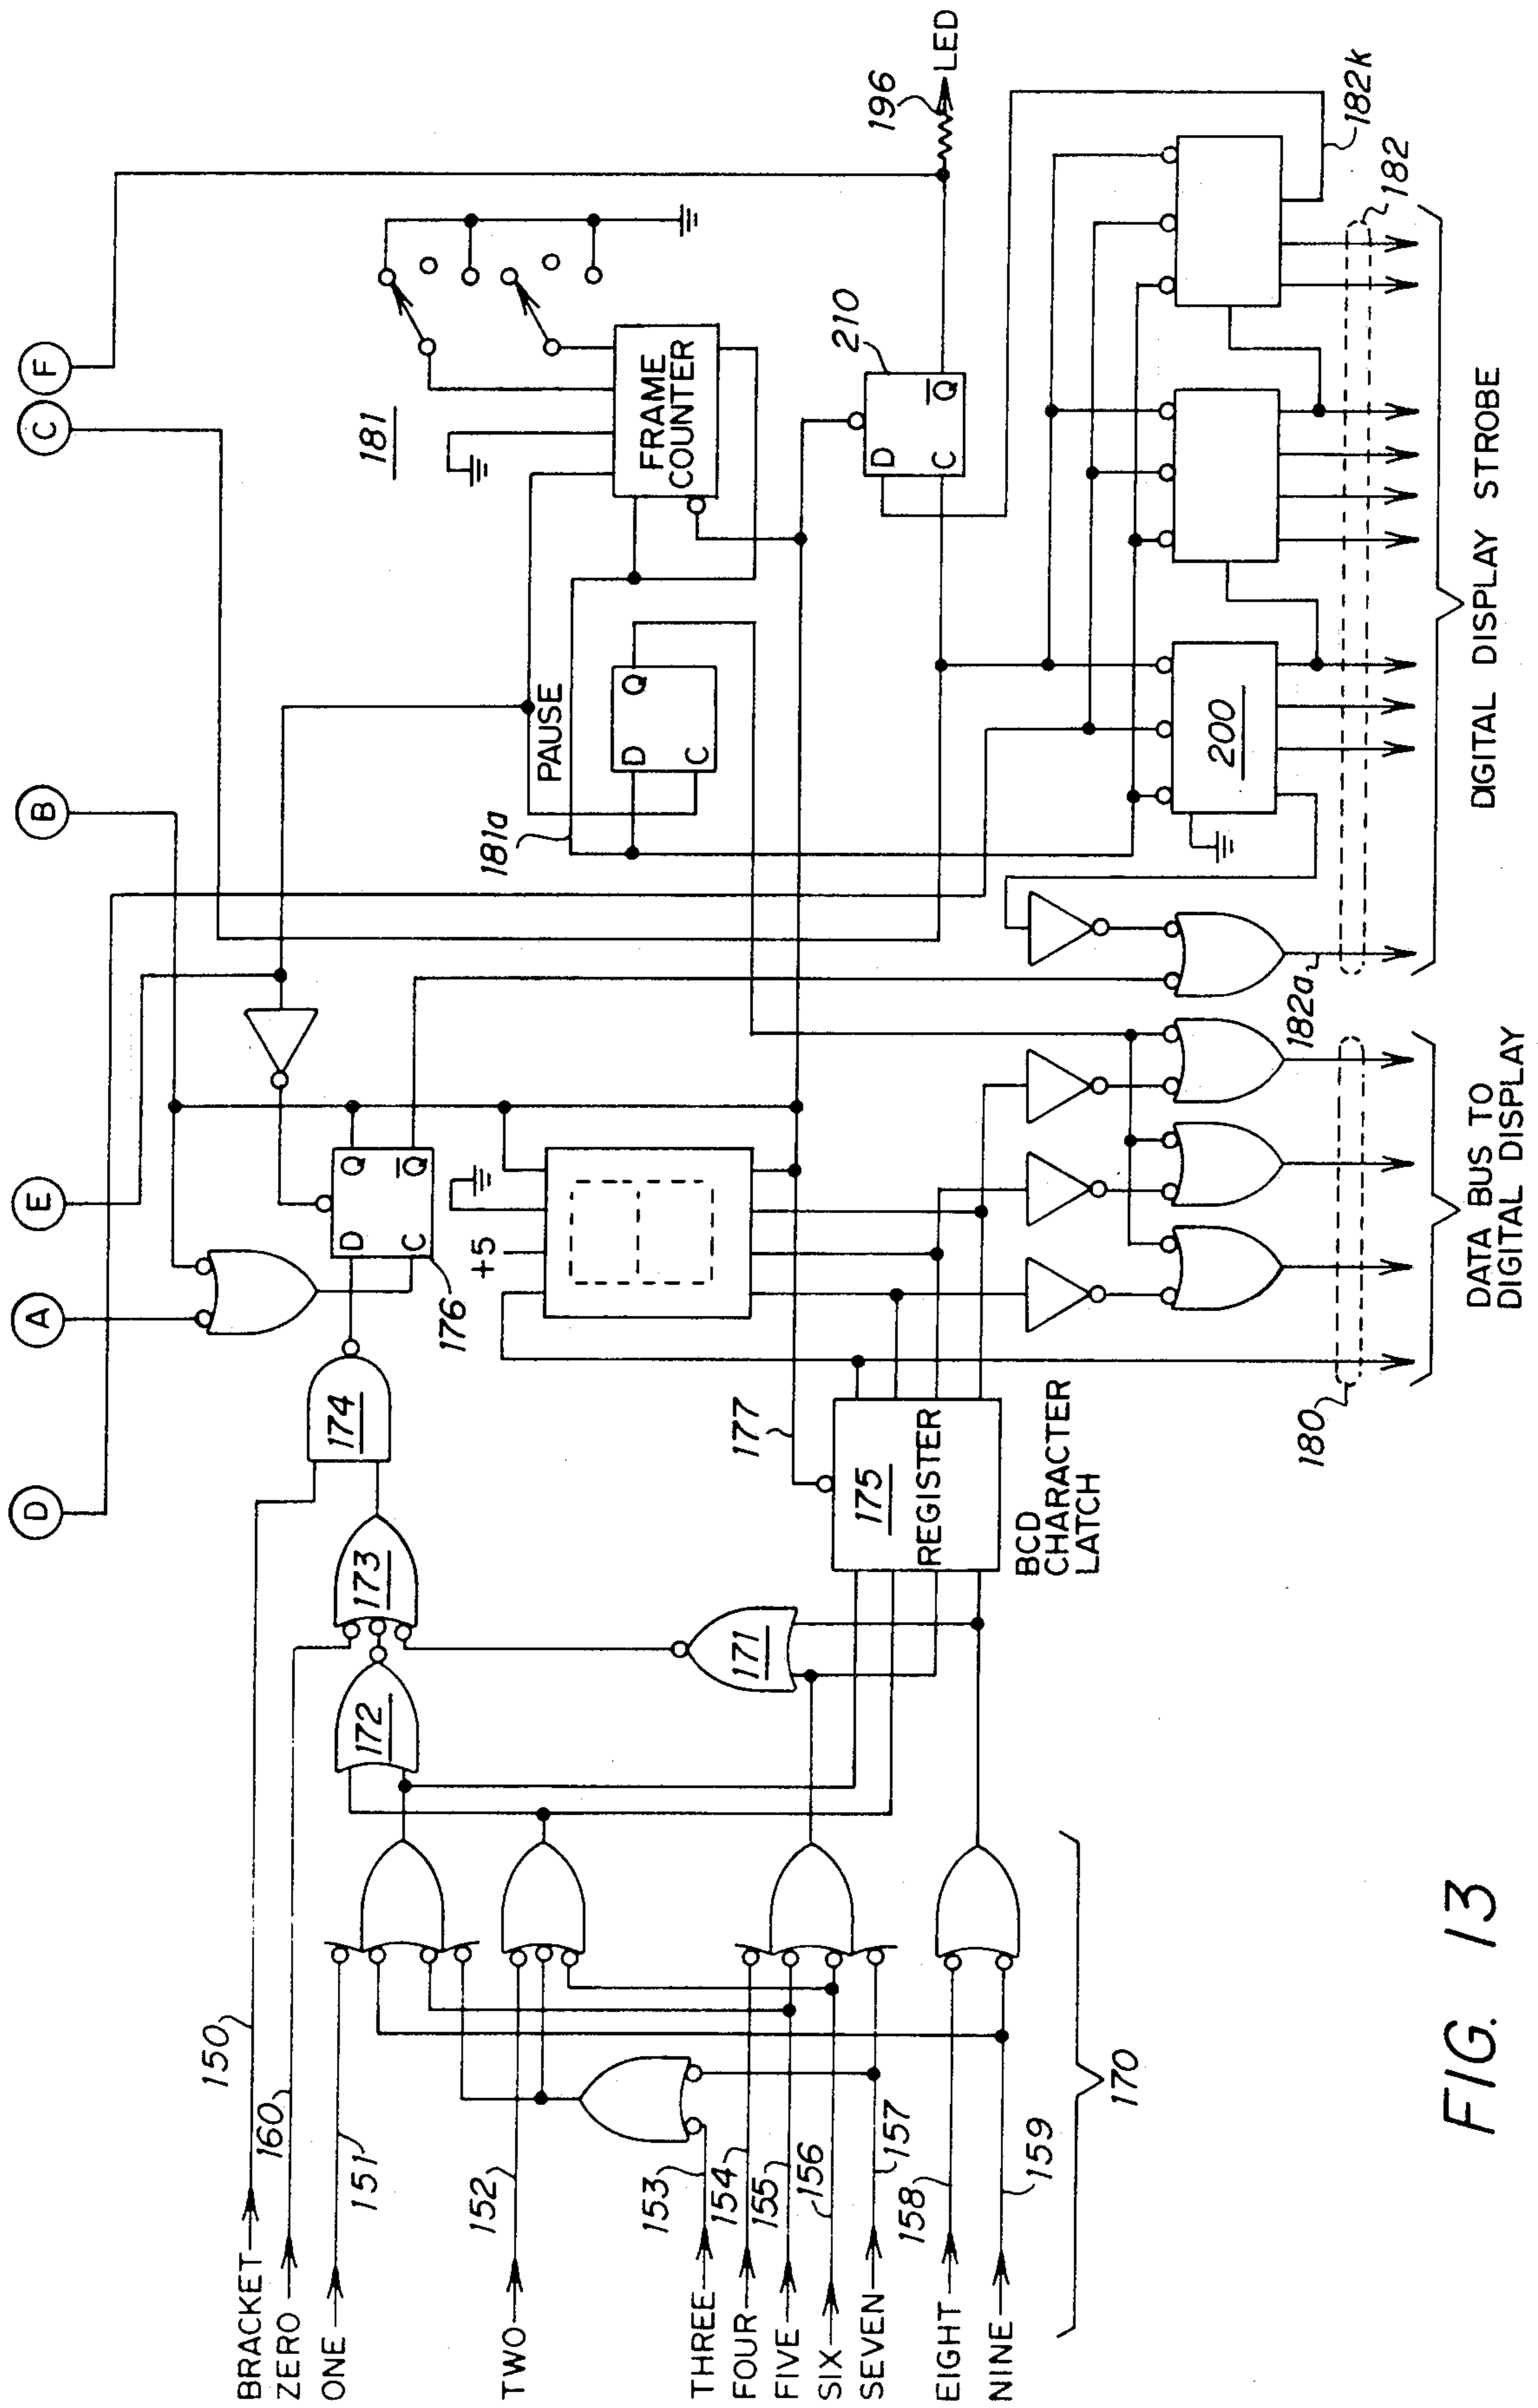 D
A
E
B
C
F
BRACKET
150
ZERO
160
ONE
151
TWO
152
THREE
153
FOUR
154
FIVE
155
SIX
156
SEVEN
157
EIGHT
158
NINE
159
170
172
173
174
171
D
Q
C
Q
176
+5
177
175
REGISTER
BCD
CHARACTER
LATCH
180
DATA BUS TO
DIGITAL DISPLAY
181
FRAME
COUNTER
PAUSE
181a
D
Q
C
210
D
C
Q
196
LED
200
182a
182
182k
DIGITAL DISPLAY STROBE
FIG. 13